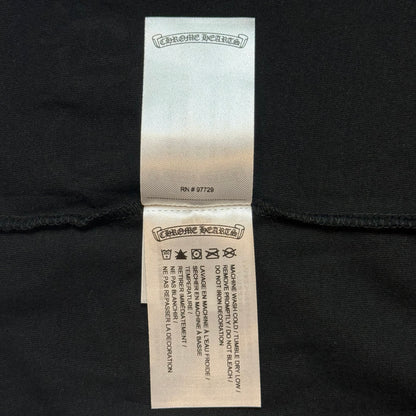 CHROME HEARTS
RN # 97729
CHROME HEARTS
MACHINE WASH COLD / TUMBLE DRY LOW /
REMOVE PROMPTLY / DO NOT BLEACH /
DO NOT IRON DECORATION
LAVAGE EN MACHINE À L'EAU FROIDE /
SÉCHER EN MACHINE À BASSE
TEMPÉRATURE /
RETIRER IMMÉDIATEMENT /
NE PAS BLANCHIR /
NE PAS REPASSER LA DÉCORATION